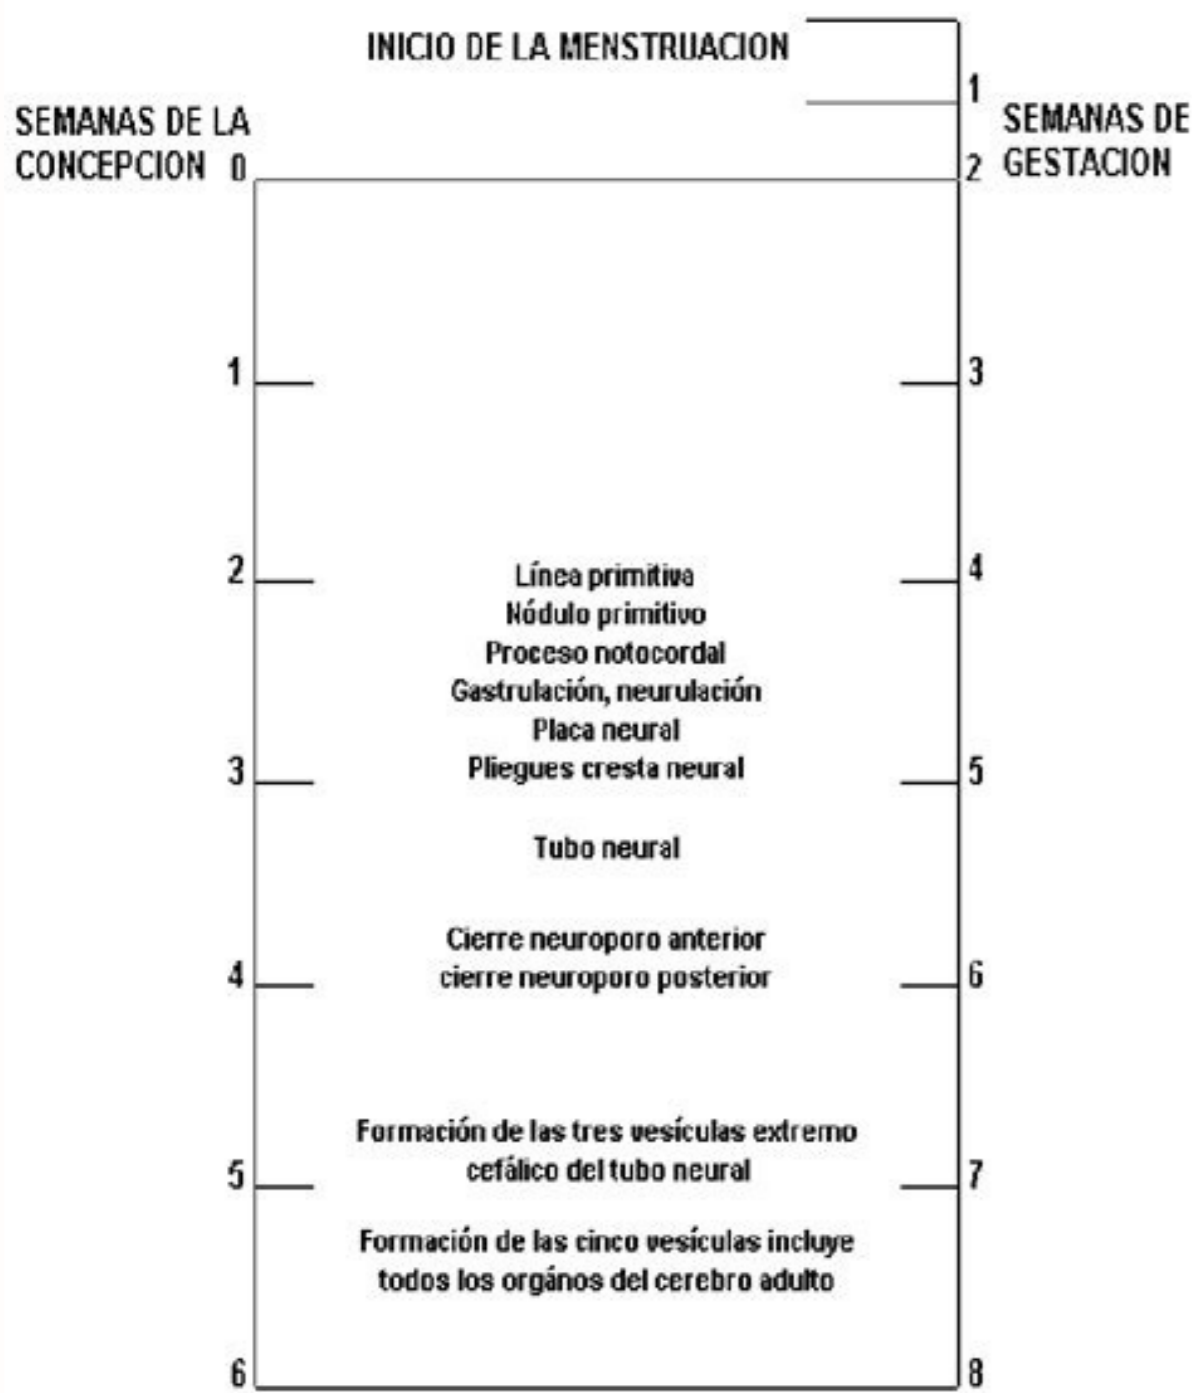 INICIO DE LA MENSTRUACION
1
SEMANAS DE LA
CONCEPCION 0
2
SEMANAS DE
GESTACION
1
3
2
Línea primitiva
4
Nódulo primitivo
Proceso notocordal
Gastrulación, neurulación
Placa neural
3
Pliegues cresta neural
5
Tubo neural
Cierre neuroporo anterior
4
cierre neuroporo posterior
6
Formación de las tres vesículas extremo
5
cefálico del tubo neural
7
Formación de las cinco vesículas incluye
todos los orgános del cerebro adulto
6
8